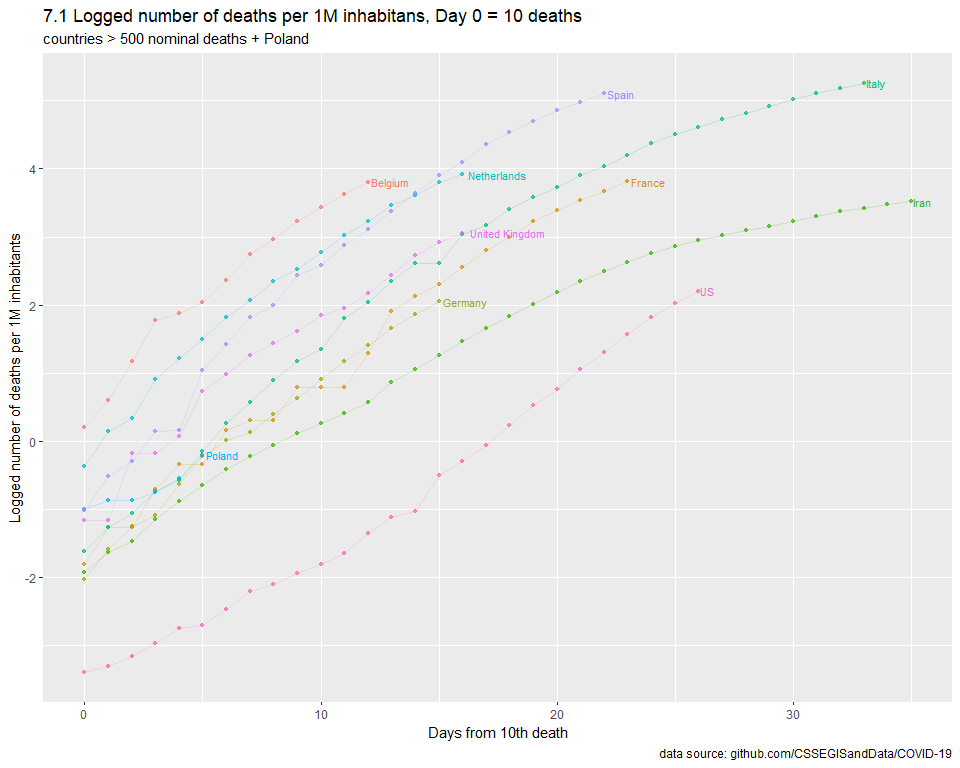 7.1 Logged number of deaths per 1M inhabitans, Day 0 = 10 deaths
countries > 500 nominal deaths + Poland
Logged number of deaths per 1M inhabitants
4
2
0
-2
Italy
Spain
Belgium
Netherlands
France
Iran
United Kingdom
Germany
US
Poland
0
10
20
30
Days from 10th death
data source: github.com/CSSEGISandData/COVID-19